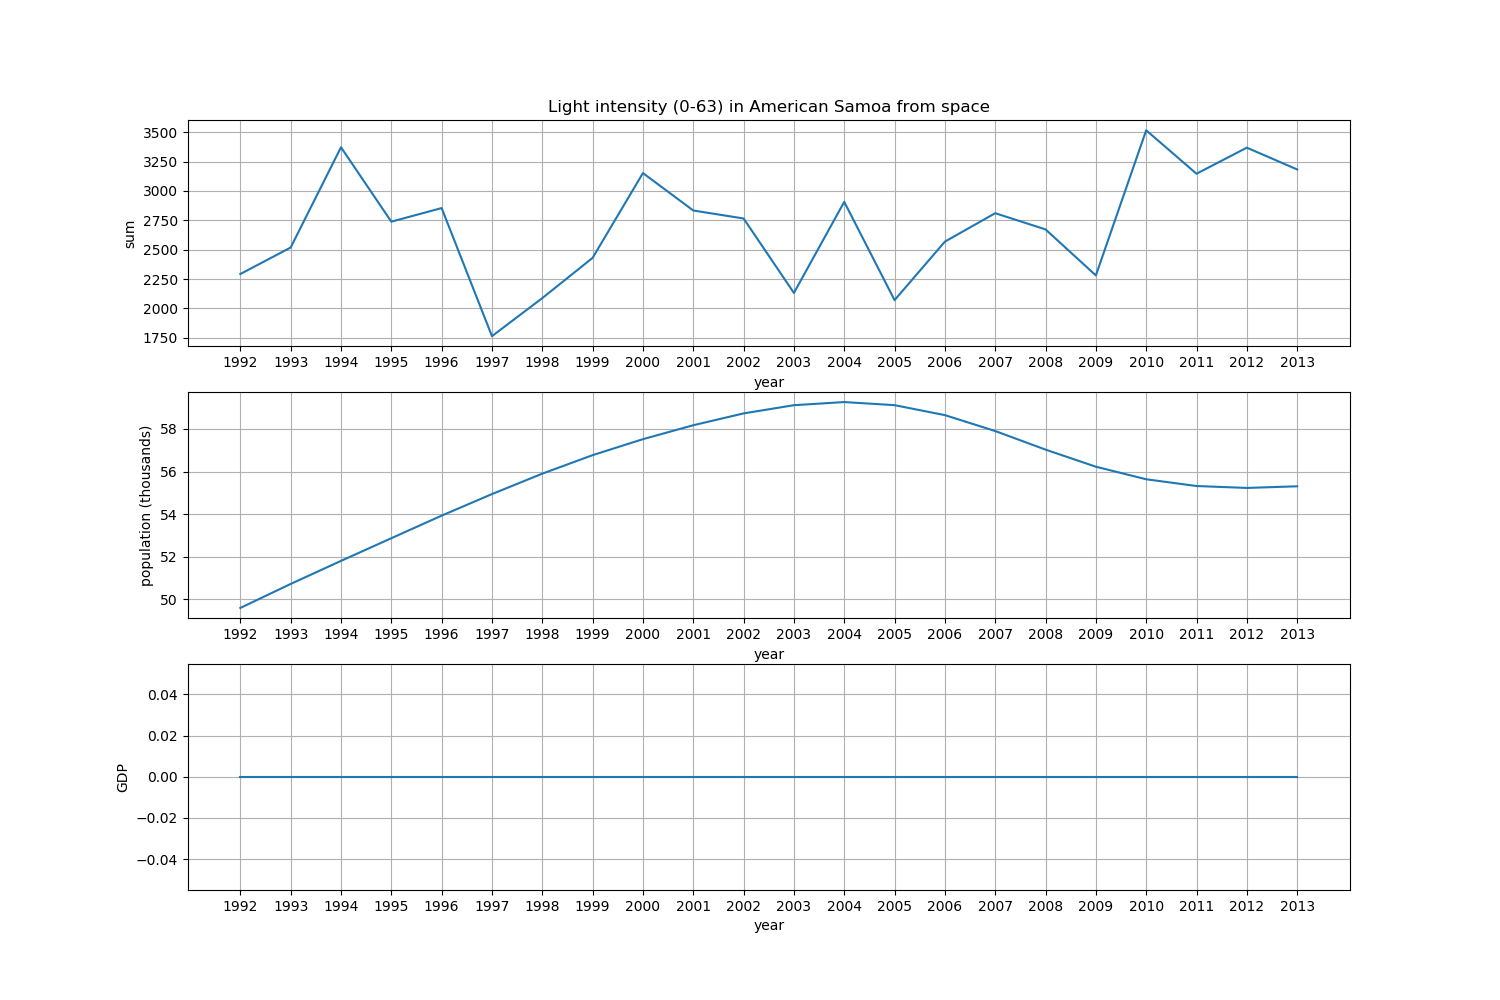 Light intensity (0-63) in American Samoa from space
sum
3500
3250
3000
2750
2500
2250
2000
1750
1992 1993 1994 1995 1996 1997 1998 1999 2000 2001 2002 2003 2004 2005 2006 2007 2008 2009 2010 2011 2012 2013
year
population (thousands)
58
56
54
52
50
1992 1993 1994 1995 1996 1997 1998 1999 2000 2001 2002 2003 2004 2005 2006 2007 2008 2009 2010 2011 2012 2013
year
GDP
0.04
0.02
0.00
−0.02
−0.04
1992 1993 1994 1995 1996 1997 1998 1999 2000 2001 2002 2003 2004 2005 2006 2007 2008 2009 2010 2011 2012 2013
year